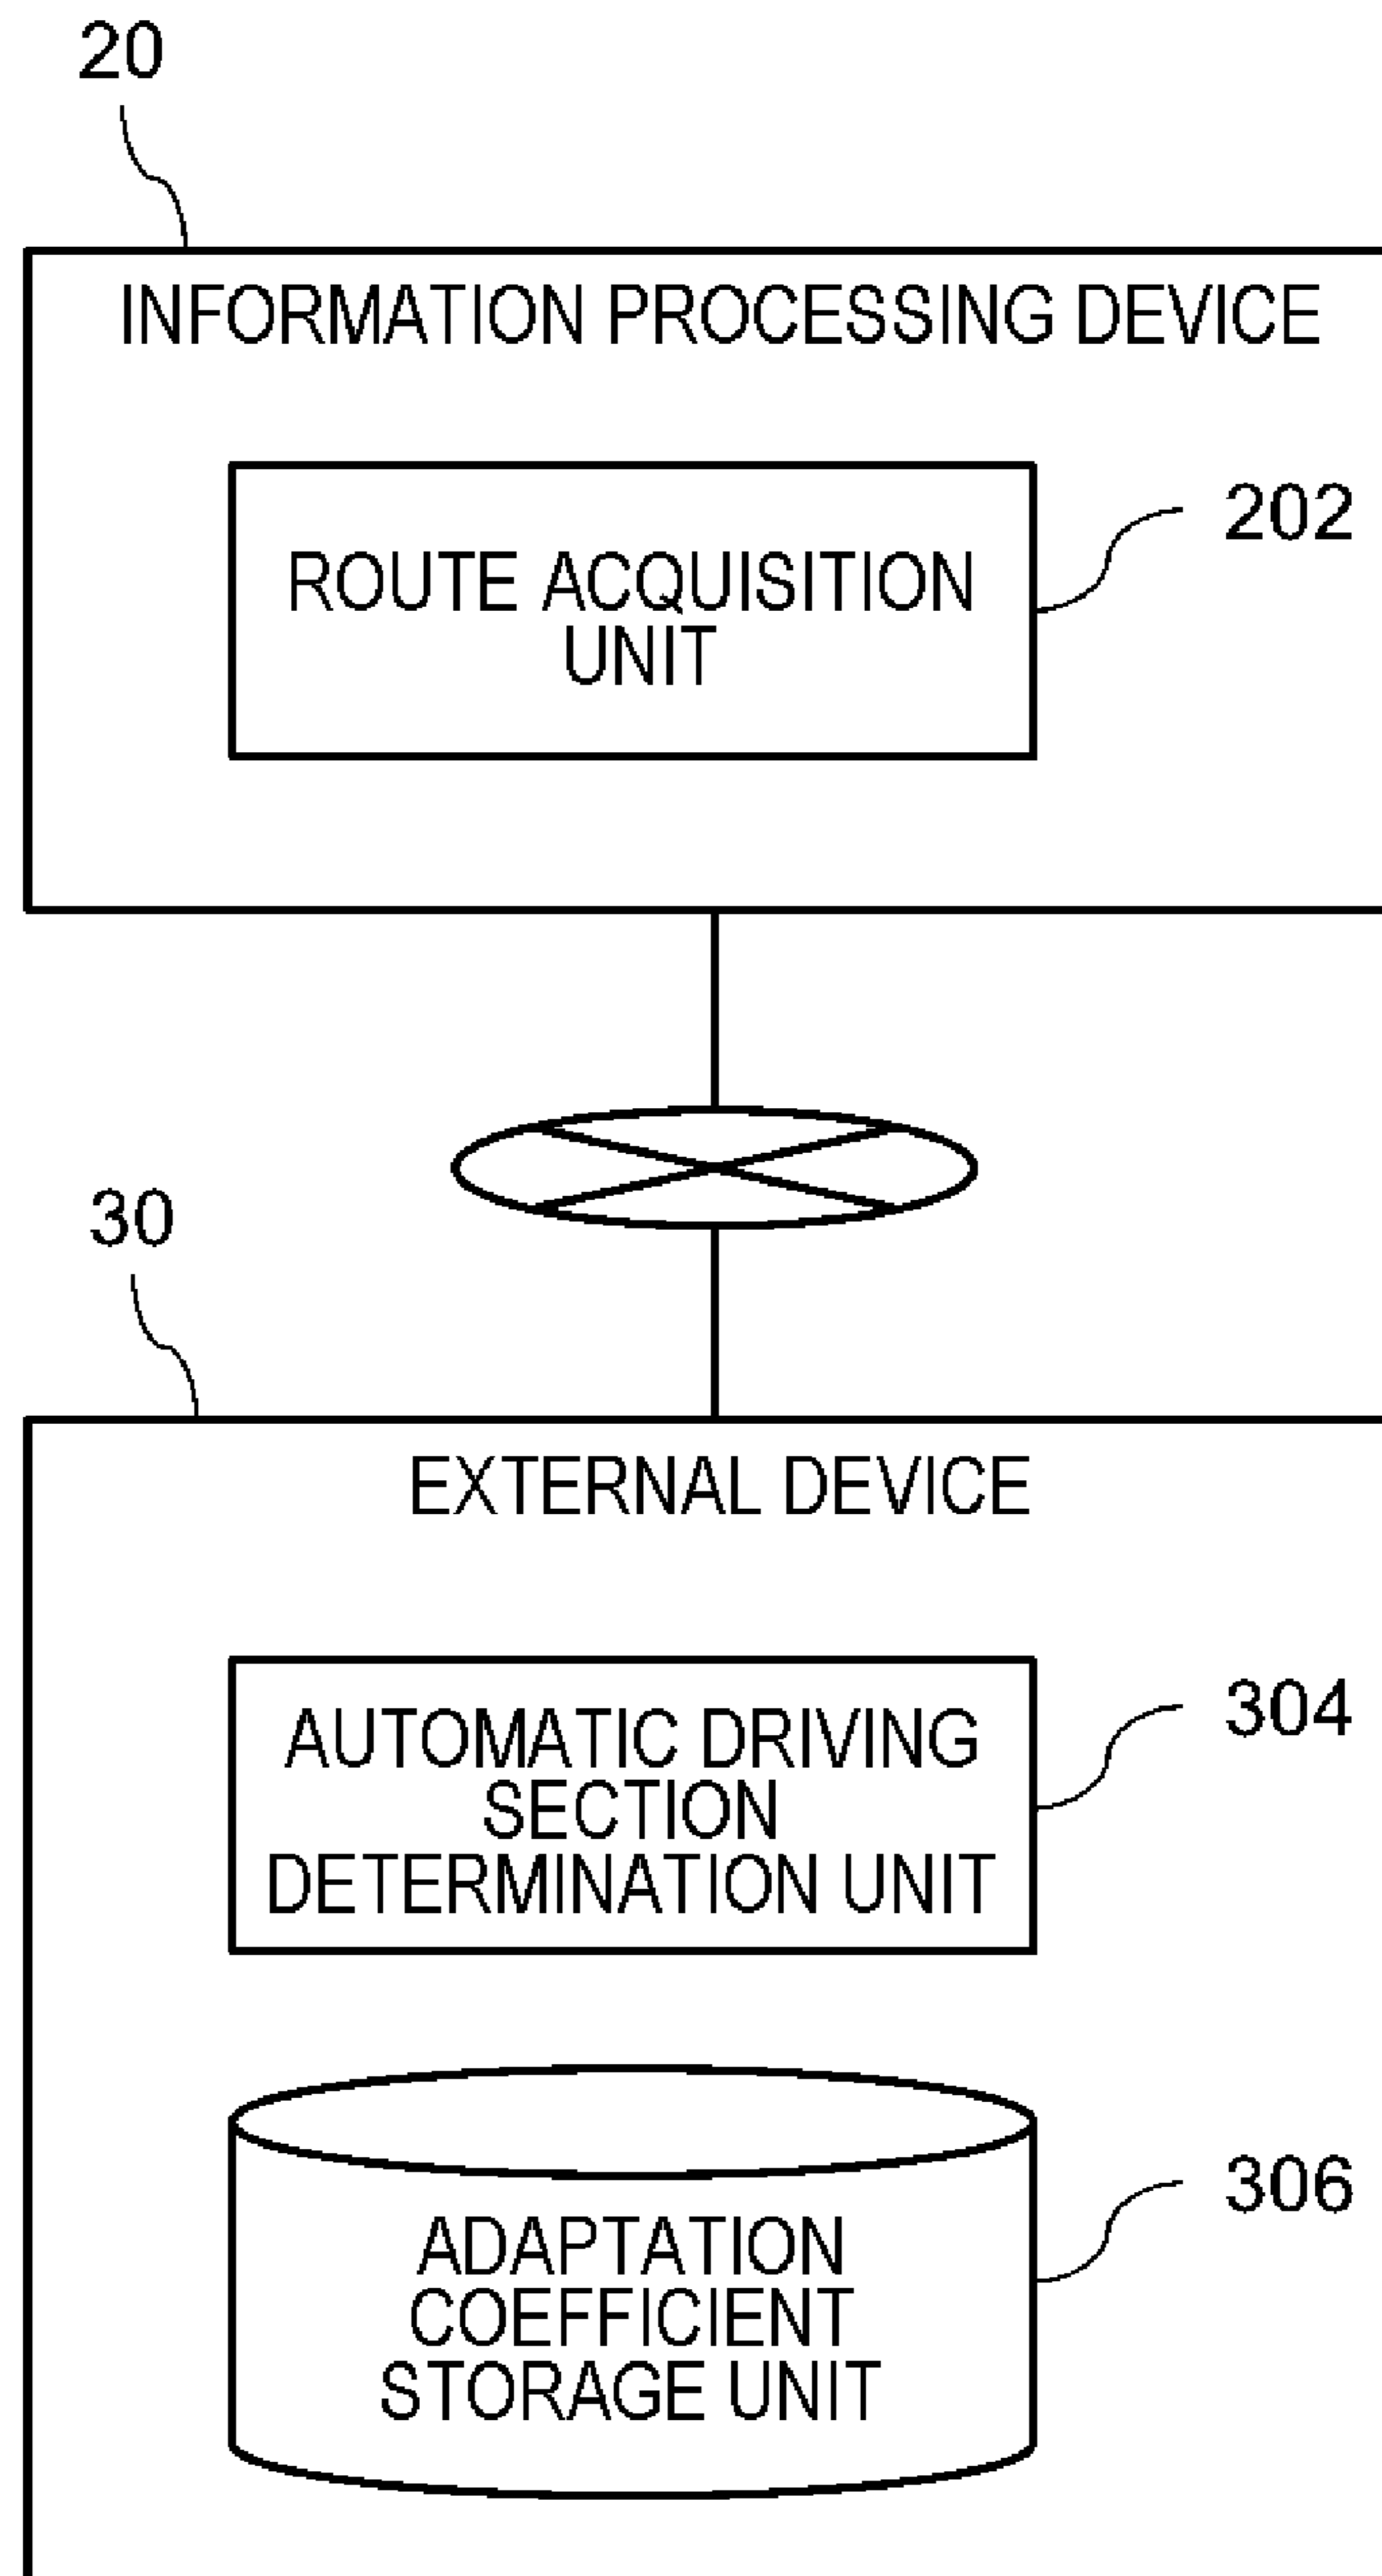 20
INFORMATION PROCESSING DEVICE
202
ROUTE ACQUISITION
UNIT
30
EXTERNAL DEVICE
304
AUTOMATIC DRIVING
SECTION
DETERMINATION UNIT
306
ADAPTATION
COEFFICIENT
STORAGE UNIT